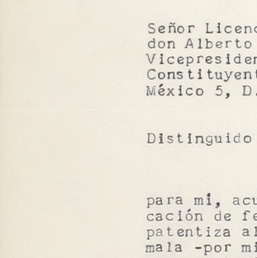 Señor Licenc
don Alberto
Vicepresiden
Constituyent
México 5, D.
Distinguido
para mi, acu
cación de fe
patentiza al
mala -por mi